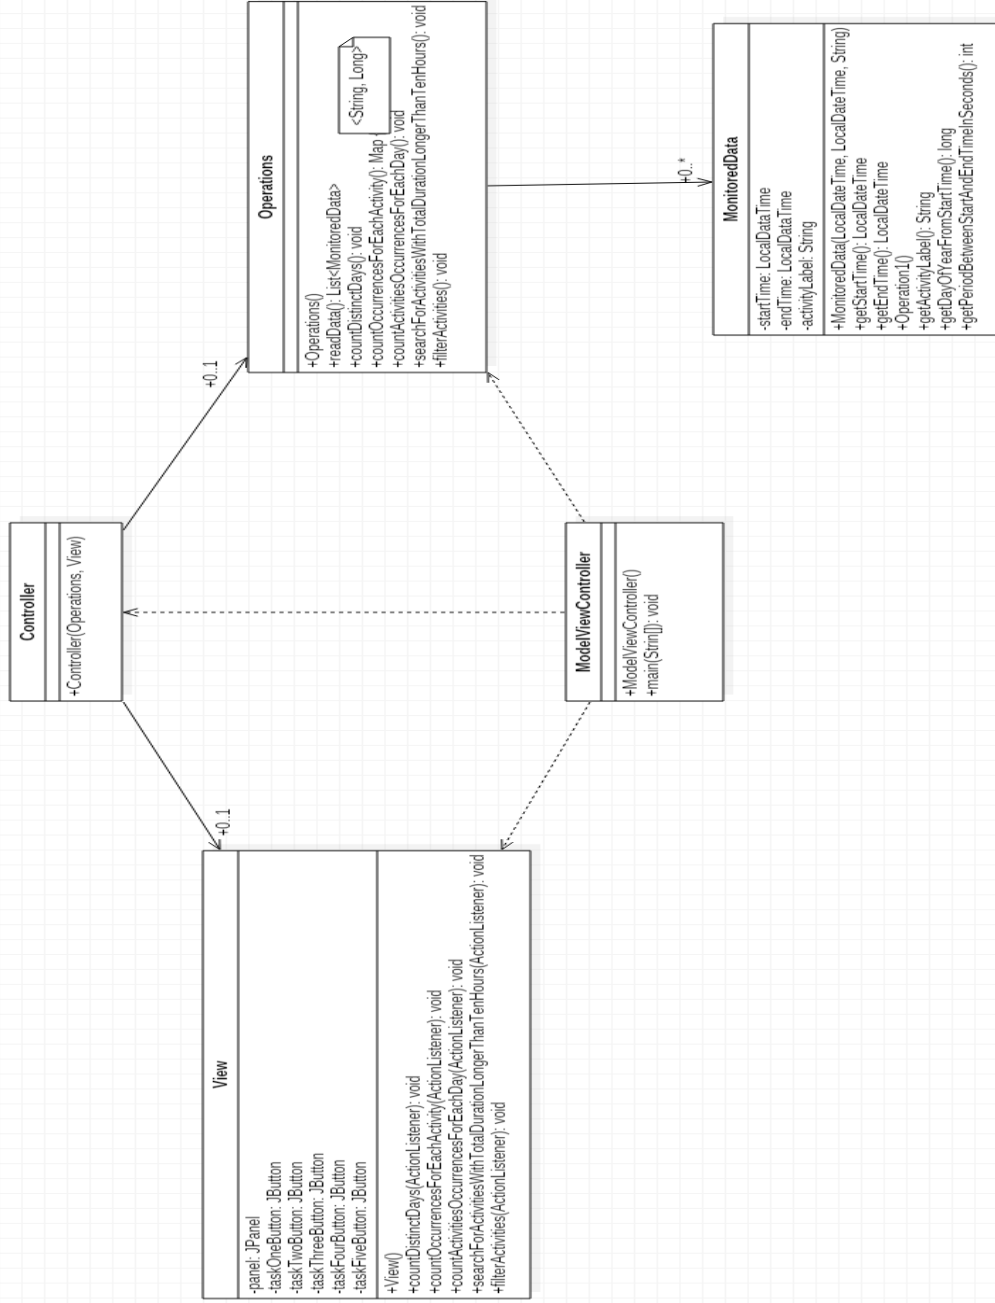 View
-panel: JPanel
-taskOneButton: JButton
-taskTwoButton: JButton
-taskThreeButton: JButton
-taskFourButton: JButton
-taskFiveButton: JButton
+View()
+countDistinctDays(ActionListener): void
+countOccurrencesForEachActivity(ActionListener): void
+countActivitiesOccurrencesForEachDay(ActionListener): void
+searchForActivitiesWithTotalDurationLongerThanTenHours(ActionListener): void
+filterActivities(ActionListener): void
+0..1
Controller
+Controller(Operations, View)
+0..1
ModelViewController
+ModelViewController()
+main(Strin[]): void
Operations
+Operations()
+readData(): List<MonitoredData>
+countDistinctDays(): void
+countOccurrencesForEachActivity(): Map
<String, Long>
+countActivitiesOccurrencesForEachDay(): void
+searchForActivitiesWithTotalDurationLongerThanTenHours(): void
+filterActivities(): void
+0..*
MonitoredData
-startTime: LocalDataTime
-endTime: LocalDataTime
-activityLabel: String
+MonitoredData(LocalDateTime, LocalDateTime, String)
+getStartTime(): LocalDateTime
+getEndTime(): LocalDateTime
+Operation1()
+getActivityLabel(): String
+getDayOfYearFromStartTime(): long
+getPeriodBetweenStartAndEndTimeInSeconds(): int